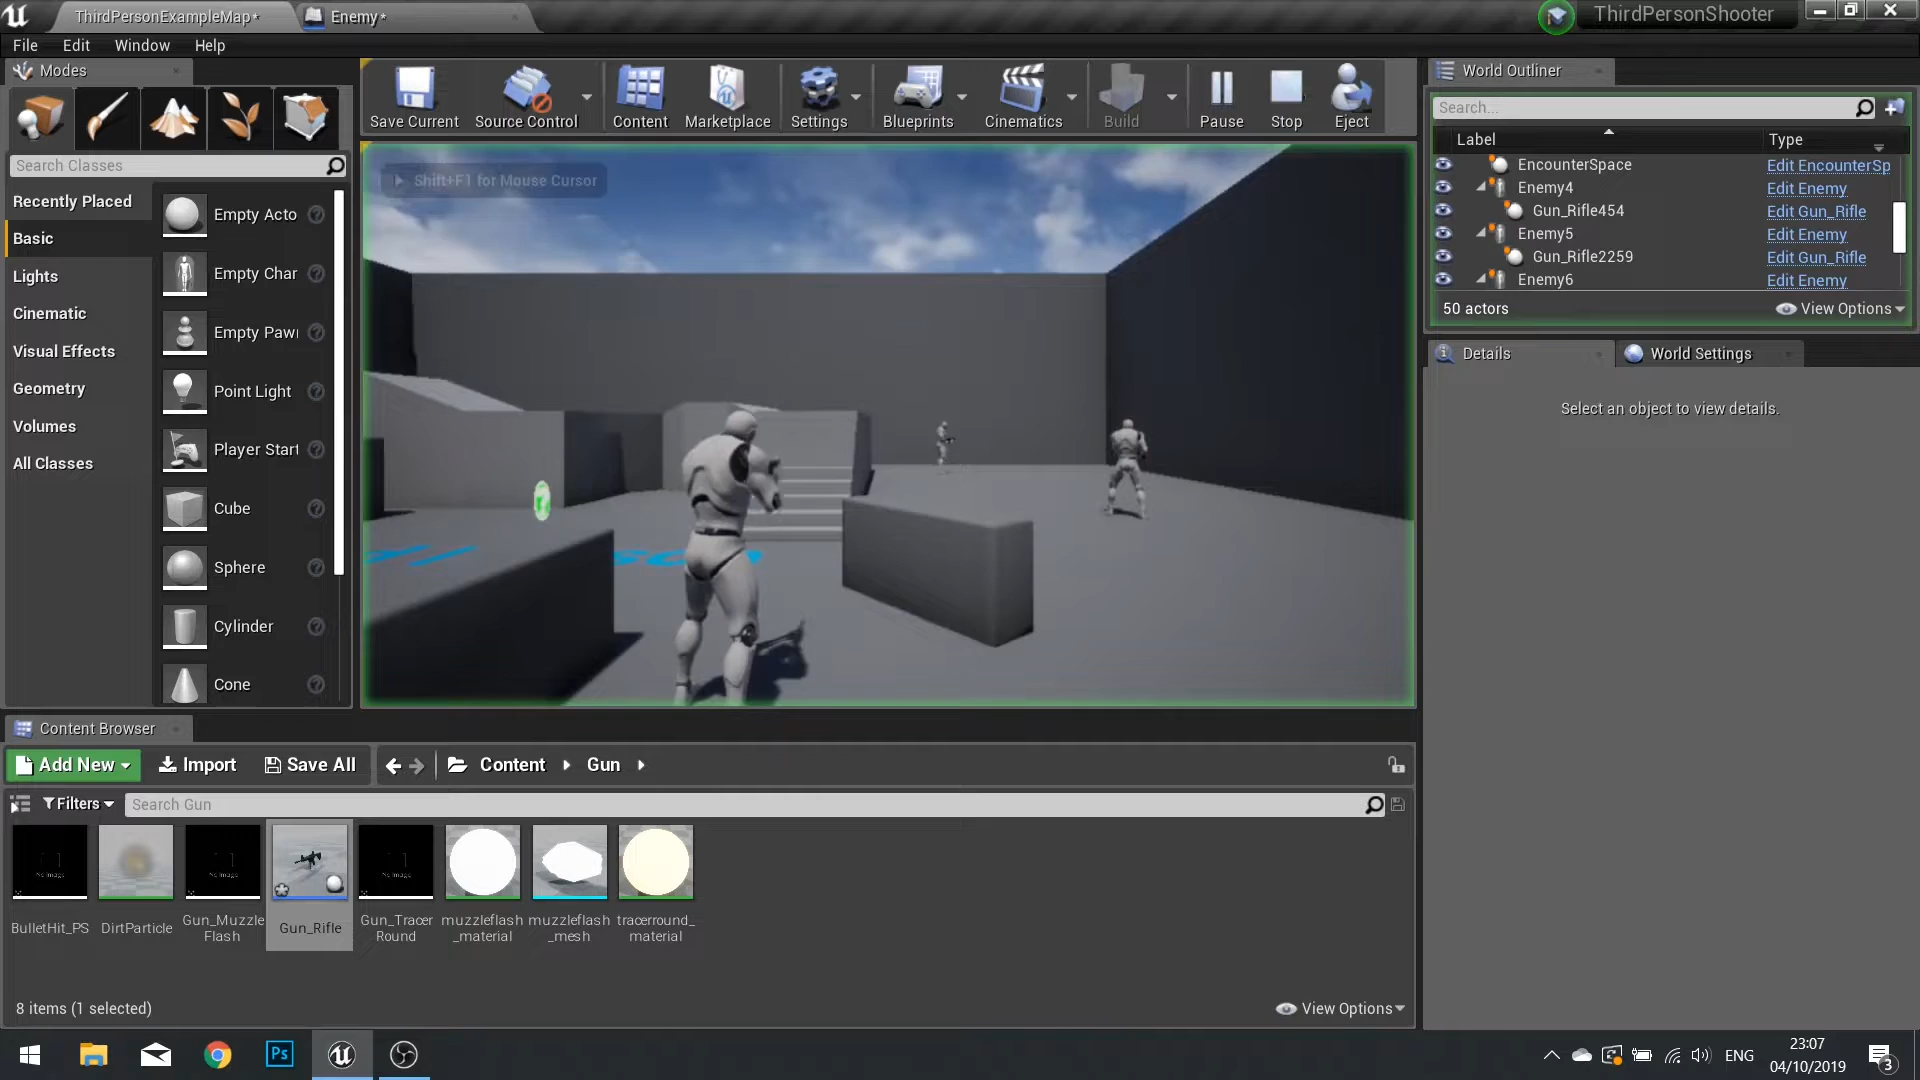 ThirdPersonExampleMap*
Enemy*
ThirdPersonShooter
File Edit Window Help
Modes
Save Current
Source Control
Content
Marketplace
Settings
Blueprints
Cinematics
Build
Pause
Stop
Eject
Search Classes
Recently Placed
Basic
Lights
Cinematic
Visual Effects
Geometry
Volumes
All Classes
Empty Acto
Empty Char
Empty Pawn
Point Light
Player Start
Cube
Sphere
Cylinder
Cone
Shift+F1 for Mouse Cursor
World Outliner
Search...
Label Type
EncounterSpace Edit EncounterSp
Enemy4 Edit Enemy
Gun_Rifle454 Edit Gun_Rifle
Enemy5 Edit Enemy
Gun_Rifle2259 Edit Gun_Rifle
Enemy6 Edit Enemy
50 actors View Options
Details
World Settings
Select an object to view details.
Content Browser
Add New Import Save All Content Gun
Filters Search Gun
BulletHit_PS
DirtParticle
Gun_Muzzle
Flash
Gun_Rifle
Gun_Tracer
Round
muzzleflash
_material
muzzleflash
_mesh
tracerround_
material
8 items (1 selected) View Options
Ps
ENG
23:07
04/10/2019
3